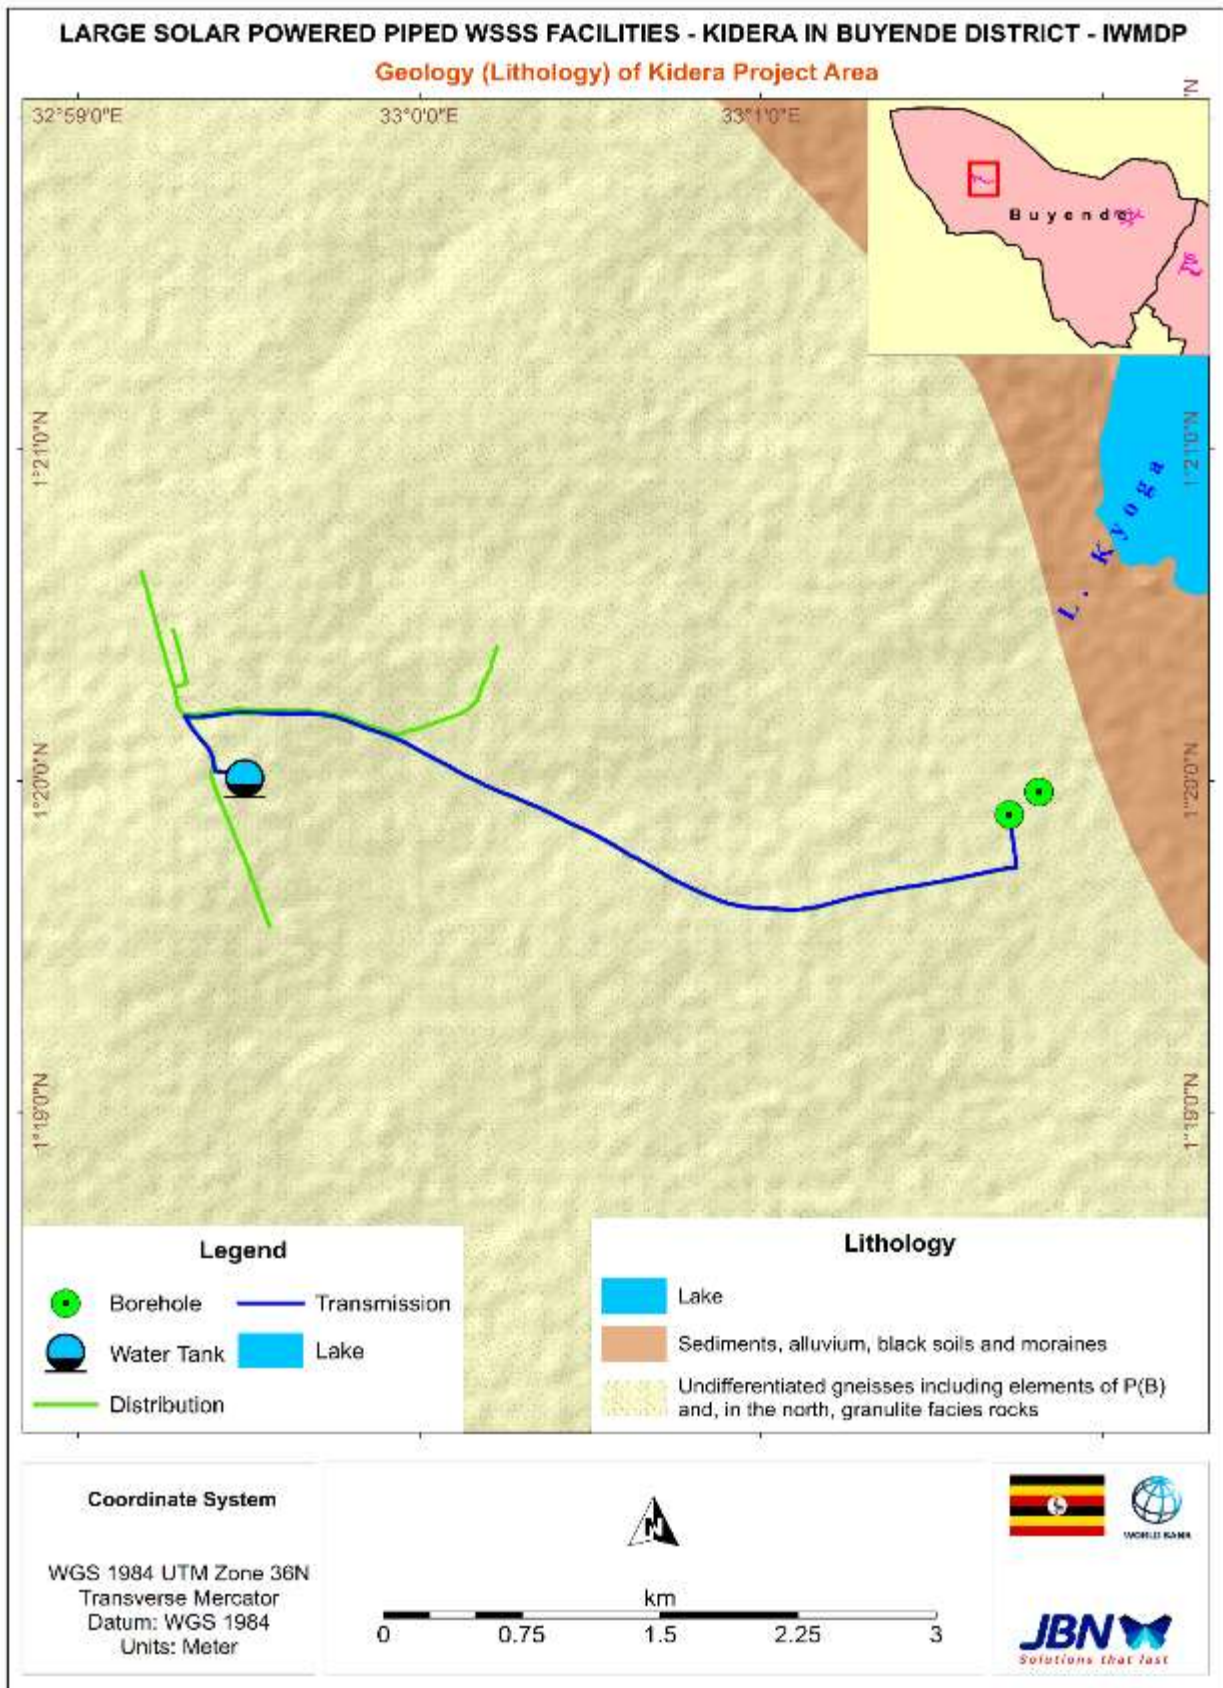 LARGE SOLAR POWERED PIPED WSSS FACILITIES - KIDERA IN BUYENDE DISTRICT - IWMDP
Geology (Lithology) of Kidera Project Area
32°59'0"E
33°0'0"E
33°1'0"E
"N
Buyende
1°21'0"N
1°21'0"N
L. Kyoga
1°20'0"N
1°20'0"N
1°19'0"N
1°19'0"N
Legend
Borehole
Transmission
Water Tank
Lake
Distribution
Lithology
Lake
Sediments, alluvium, black soils and moraines
Undifferentiated gneisses including elements of P(B)
and, in the north, granulite facies rocks
Coordinate System
WGS 1984 UTM Zone 36N
Transverse Mercator
Datum: WGS 1984
Units: Meter
N
km
0 0.75 1.5 2.25 3
WORLD BANK
JBN
Solutions that last